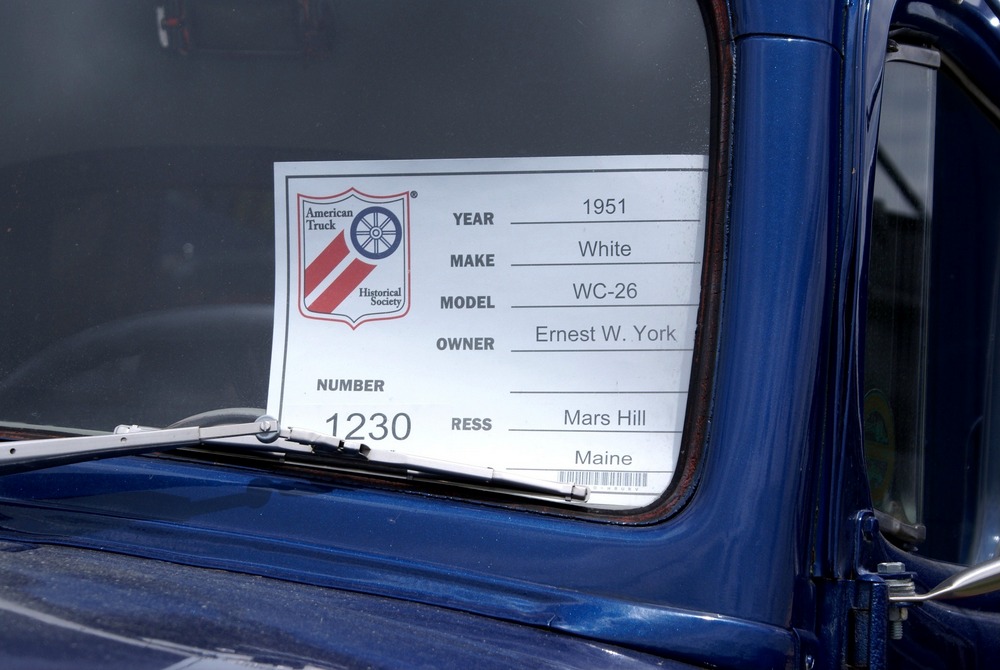 American
Truck
Historical
Society
®
YEAR 1951
MAKE White
MODEL WC-26
OWNER Ernest W. York
NUMBER
1230
RESS Mars Hill
Maine